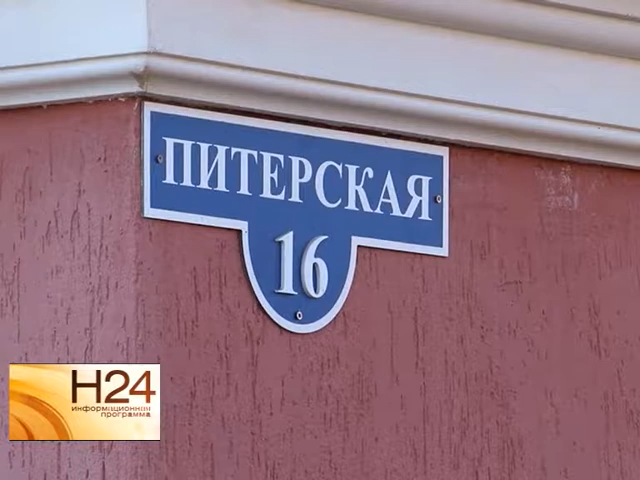 ПИТЕРСКАЯ
16
Н24
информационная
программа